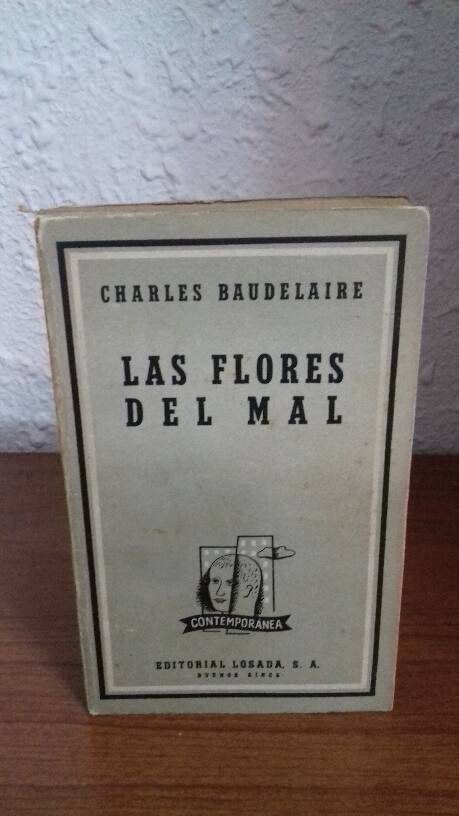 CHARLES BAUDELAIRE
LAS FLORES
DEL MAL
CONTEMPORÁNEA
EDITORIAL LOSADA, S. A.
BUENOS AIRES